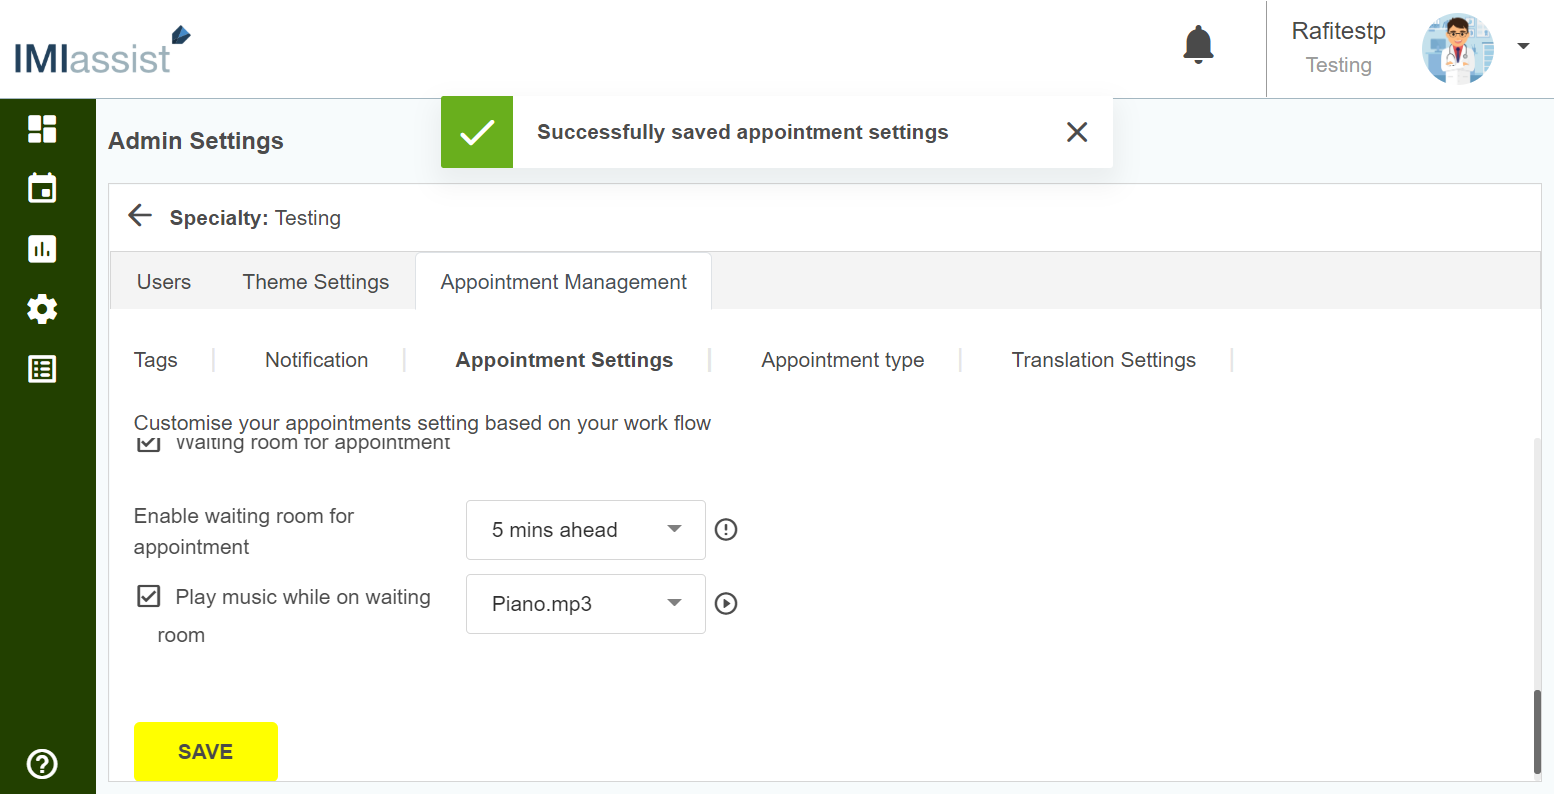 IMIassist
Rafitestp
Testing
Successfully saved appointment settings
Admin Settings
Specialty: Testing
Users
Theme Settings
Appointment Management
Tags
Notification
Appointment Settings
Appointment type
Translation Settings
Customise your appointments setting based on your work flow
Waiting room for appointment
Enable waiting room for
appointment
5 mins ahead
Play music while on waiting
room
Piano.mp3
SAVE